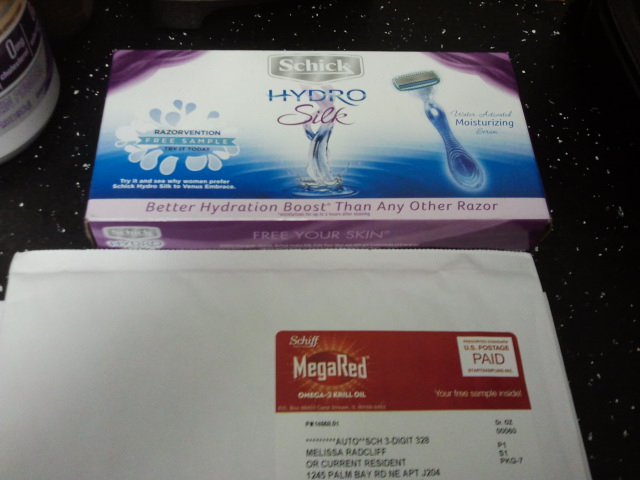 Schick
HYDRO
Silk
RAZORVENTION
FREE SAMPLE
TRY IT TODAY
Try it and see why women prefer
Schick Hydro Silk to Venus Embrace.
Water-Activated
Moisturizing
Serum
Better Hydration Boost* Than Any Other Razor
Schick
HYDRO
FREE YOUR SKIN
Schiff
MegaRed
OMEGA-3 KRILL OIL
U.S. POSTAGE
PAID
Your free sample inside!
*********AUTO**SCH 3-DIGIT 328
MELISSA RADCLIFF
OR CURRENT RESIDENT
1245 PALM BAY RD NE APT J204
P1
S1
PKG-7